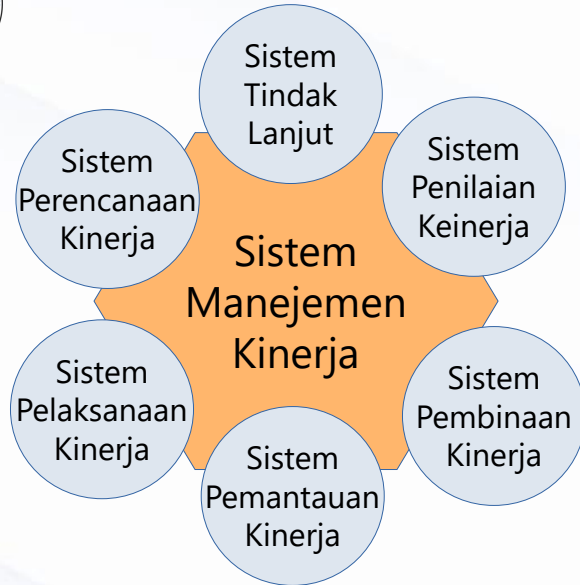 Sistem
Tindak
Lanjut
Sistem
Perencanaan
Kinerja
Sistem
Penilaian
Keinerja
Sistem
Manejemen
Kinerja
Sistem
Pelaksanaan
Kinerja
Sistem
Pembinaan
Kinerja
Sistem
Pemantauan
Kinerja